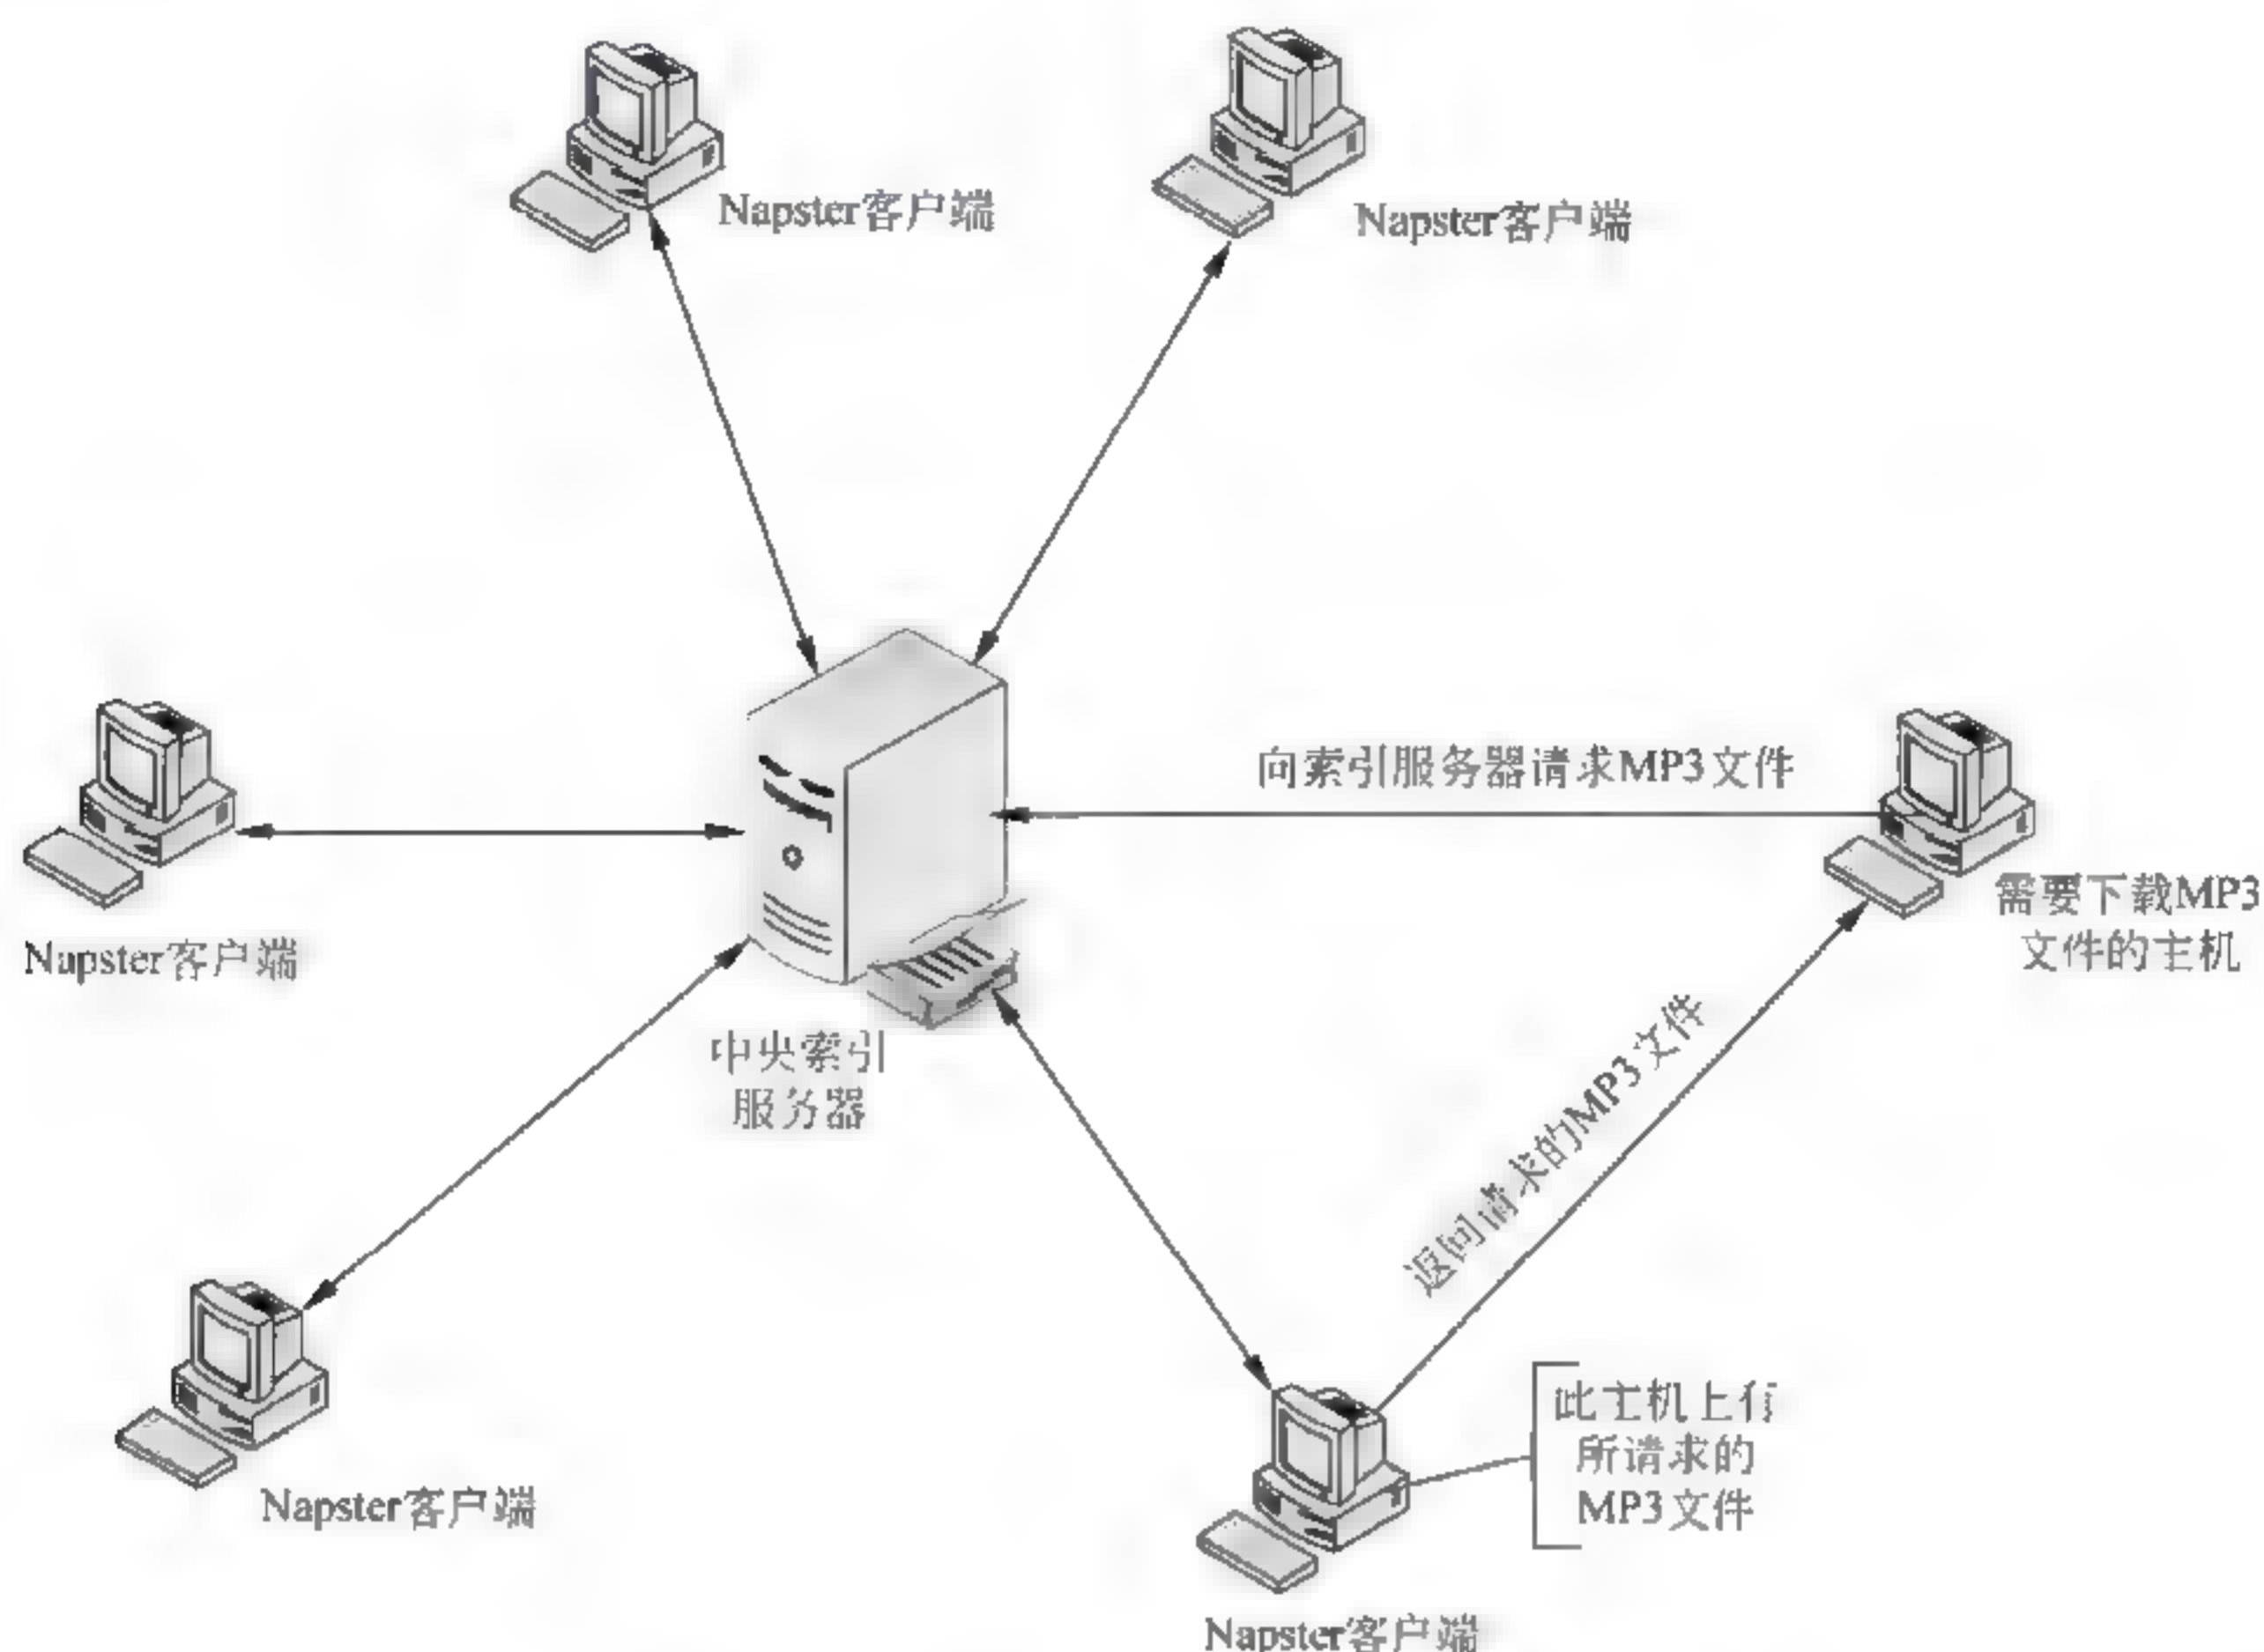 Napster客户端
Napster客户端
向索引服务器请求MP3文件
需要下载MP3
文件的主机
Napster客户端
中央索引
服务器
返回请求的MP3文件
此主机上有
所请求的
MP3文件
Napster客户端
Napster客户端